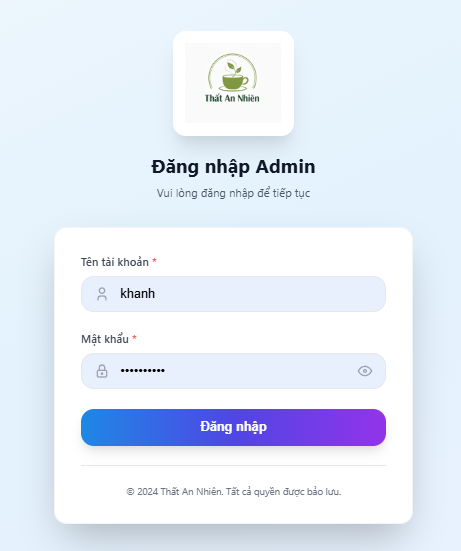 Thất An Nhiên
Đăng nhập Admin
Vui lòng đăng nhập để tiếp tục
Tên tài khoản *
khanh
Mật khẩu *
••••••••••
Đăng nhập
© 2024 Thất An Nhiên. Tất cả quyền được bảo lưu.